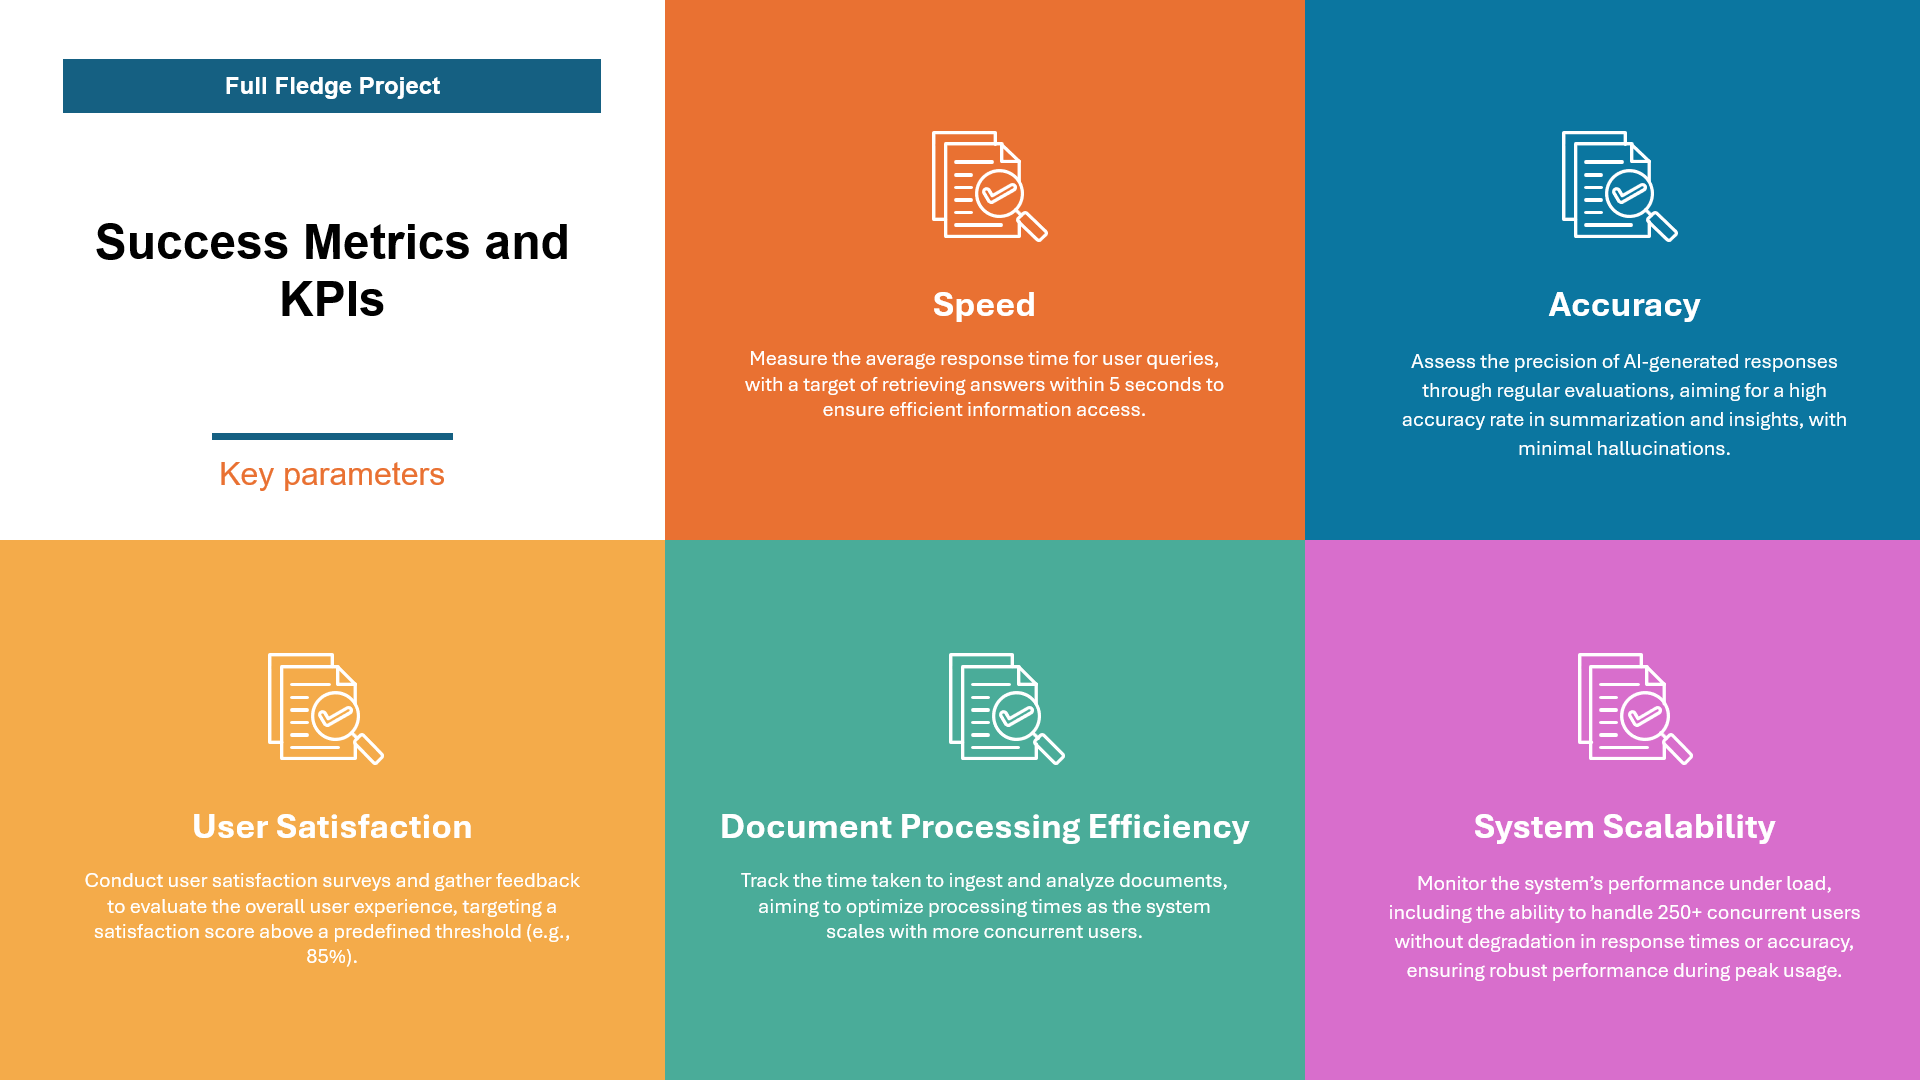 Full Fledge Project
Success Metrics and
KPIs
Key parameters
Speed
Measure the average response time for user queries,
with a target of retrieving answers within 5 seconds to
ensure efficient information access.
Accuracy
Assess the precision of AI-generated responses
through regular evaluations, aiming for a high
accuracy rate in summarization and insights, with
minimal hallucinations.
User Satisfaction
Conduct user satisfaction surveys and gather feedback
to evaluate the overall user experience, targeting a
satisfaction score above a predefined threshold (e.g.,
85%).
Document Processing Efficiency
Track the time taken to ingest and analyze documents,
aiming to optimize processing times as the system
scales with more concurrent users.
System Scalability
Monitor the system’s performance under load,
including the ability to handle 250+ concurrent users
without degradation in response times or accuracy,
ensuring robust performance during peak usage.